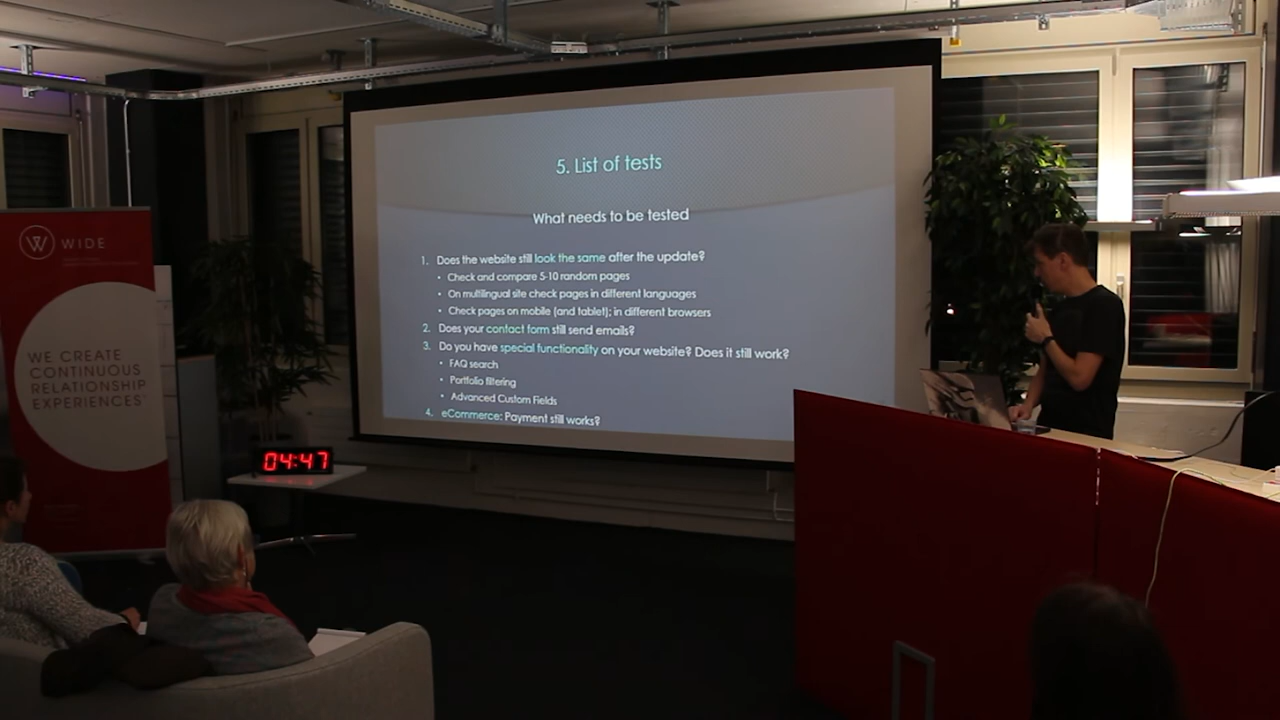 5. List of tests
What needs to be tested
1. Does the website still look the same after the update?
• Check and compare 5-10 random pages
• On multilingual site check pages in different languages
• Check pages on mobile (and tablet); in different browsers
2. Does your contact form still send emails?
3. Do you have special functionality on your website? Does it still work?
• FAQ search
• Portfolio filtering
• Advanced Custom Fields
4. eCommerce: Payment still works?
W WIDE
WE CREATE
CONTINUOUS
RELATIONSHIP
EXPERIENCES
04:47